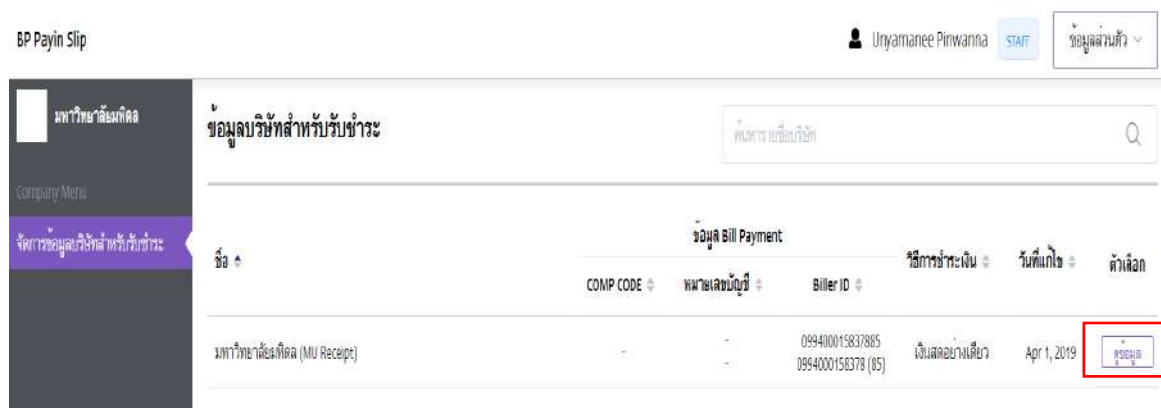 BP Payin Slip
Unyamanee Pinwanna STAFF ข้อมูลส่วนตัว
มหาวิทยาลัยมหิดล
ข้อมูลบริษัทสำหรับรับชำระ
ค้นหารายชื่อบริษัท
Company Menu
จัดการข้อมูลบริษัทสำหรับรับชำระ
ชื่อ
ข้อมูล Bill Payment
COMP CODE หมายเลขบัญชี Biller ID
วิธีการชำระเงิน วันที่แก้ไข ตัวเลือก
มหาวิทยาลัยมหิดล (MU Receipt) - - 099400015837885 เงินสดอย่างเดียว Apr 1, 2019 ดูข้อมูล
- 0994000158378 (85)